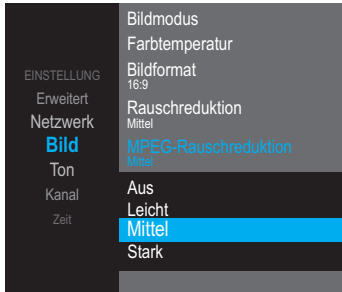 EINSTELLUNG
Erweitert
Netzwerk
Bild
Ton
Kanal
Zeit
Bildmodus
Farbtemperatur
Bildformat
16:9
Rauschreduktion
Mittel
MPEG-Rauschreduktion
Mittel
Aus
Leicht
Mittel
Stark